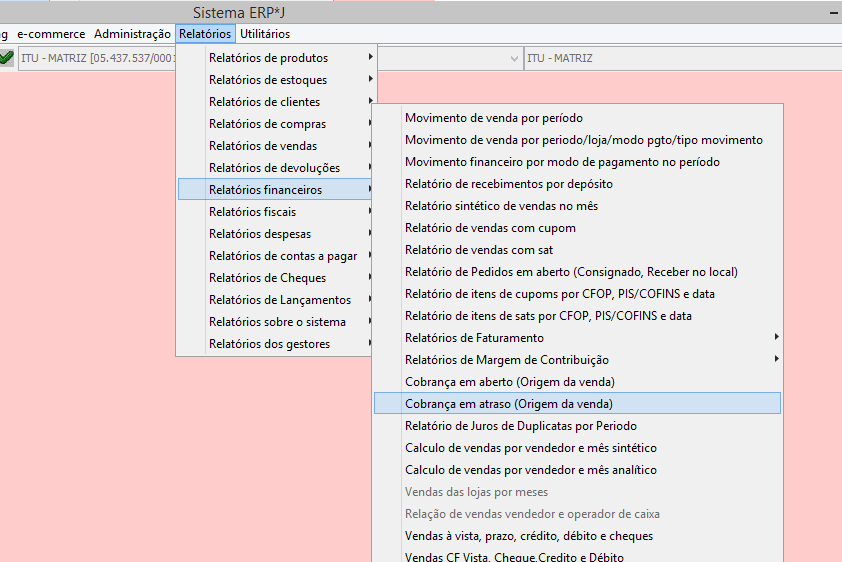 Sistema ERP*J
g e-commerce Administração Relatórios Utilitários
ITU - MATRIZ [05.437.537/0001
ITU - MATRIZ
Relatórios de produtos
Relatórios de estoques
Relatórios de clientes
Relatórios de compras
Relatórios de vendas
Relatórios de devoluções
Relatórios financeiros
Relatórios fiscais
Relatórios despesas
Relatórios de contas a pagar
Relatórios de Cheques
Relatórios de Lançamentos
Relatórios sobre o sistema
Relatórios dos gestores
Movimento de venda por período
Movimento de venda por periodo/loja/modo pgto/tipo movimento
Movimento financeiro por modo de pagamento no período
Relatório de recebimentos por depósito
Relatório sintético de vendas no mês
Relatório de vendas com cupom
Relatório de vendas com sat
Relatório de Pedidos em aberto (Consignado, Receber no local)
Relatório de itens de cupoms por CFOP, PIS/COFINS e data
Relatório de itens de sats por CFOP, PIS/COFINS e data
Relatórios de Faturamento
Relatórios de Margem de Contribuição
Cobrança em aberto (Origem da venda)
Cobrança em atraso (Origem da venda)
Relatório de Juros de Duplicatas por Periodo
Calculo de vendas por vendedor e mês sintético
Calculo de vendas por vendedor e mês analítico
Vendas das lojas por meses
Relação de vendas vendedor e operador de caixa
Vendas à vista, prazo, crédito, débito e cheques
Vendas CF Vista, Cheque,Credito e Débito